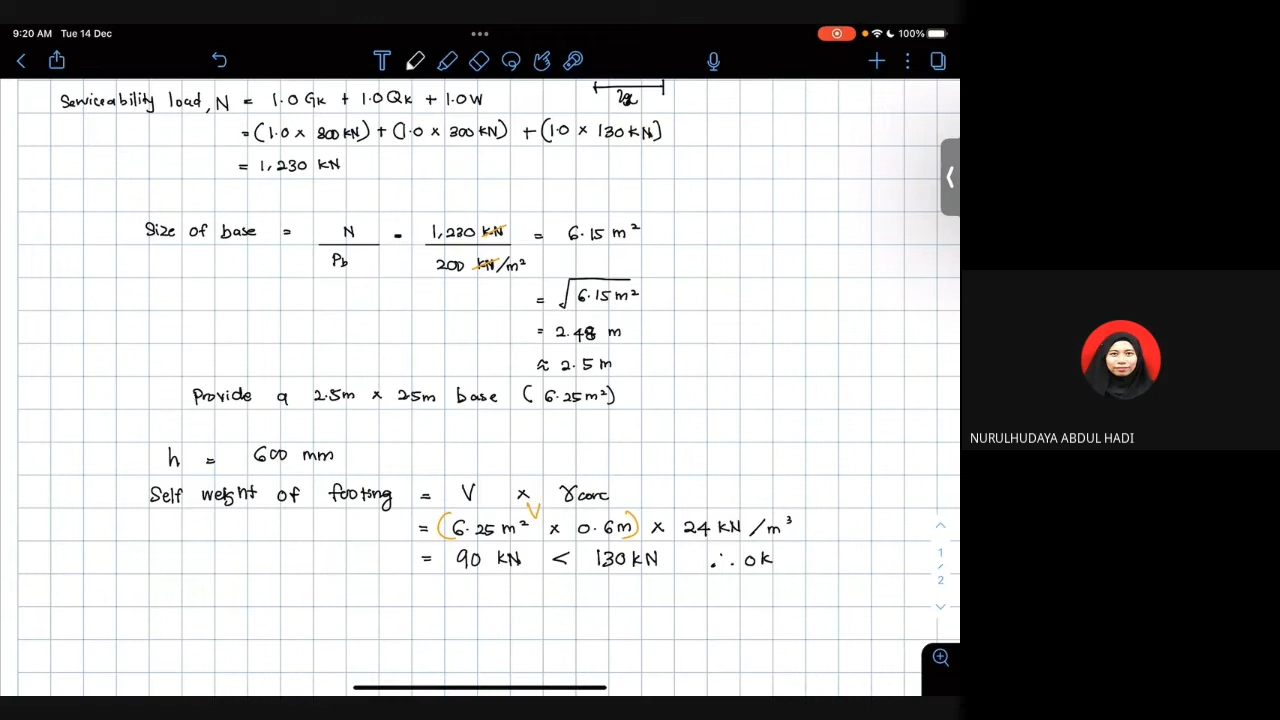 9:20 AM Tue 14 Dec
100%
Serviceability load, N = 1.0 Gk + 1.0 Qk + 1.0 W
= (1.0 × 800 KN) + (1.0 × 300 KN) + (1.0 × 130 KN)
= 1,230 KN
Size of base = N / Pb = 1,230 KN / 200 KN/m² = 6.15 m²
= √6.15 m²
= 2.48 m
≈ 2.5 m
Provide a 2.5m × 25m base (6.25m²)
h = 600 mm
Self weight of footing = V × γconc
V
= (6.25 m² × 0.6m) × 24 KN/m³
= 90 KN < 130 KN ∴ ok
1
/
2
NURULHUDAYA ABDUL HADI